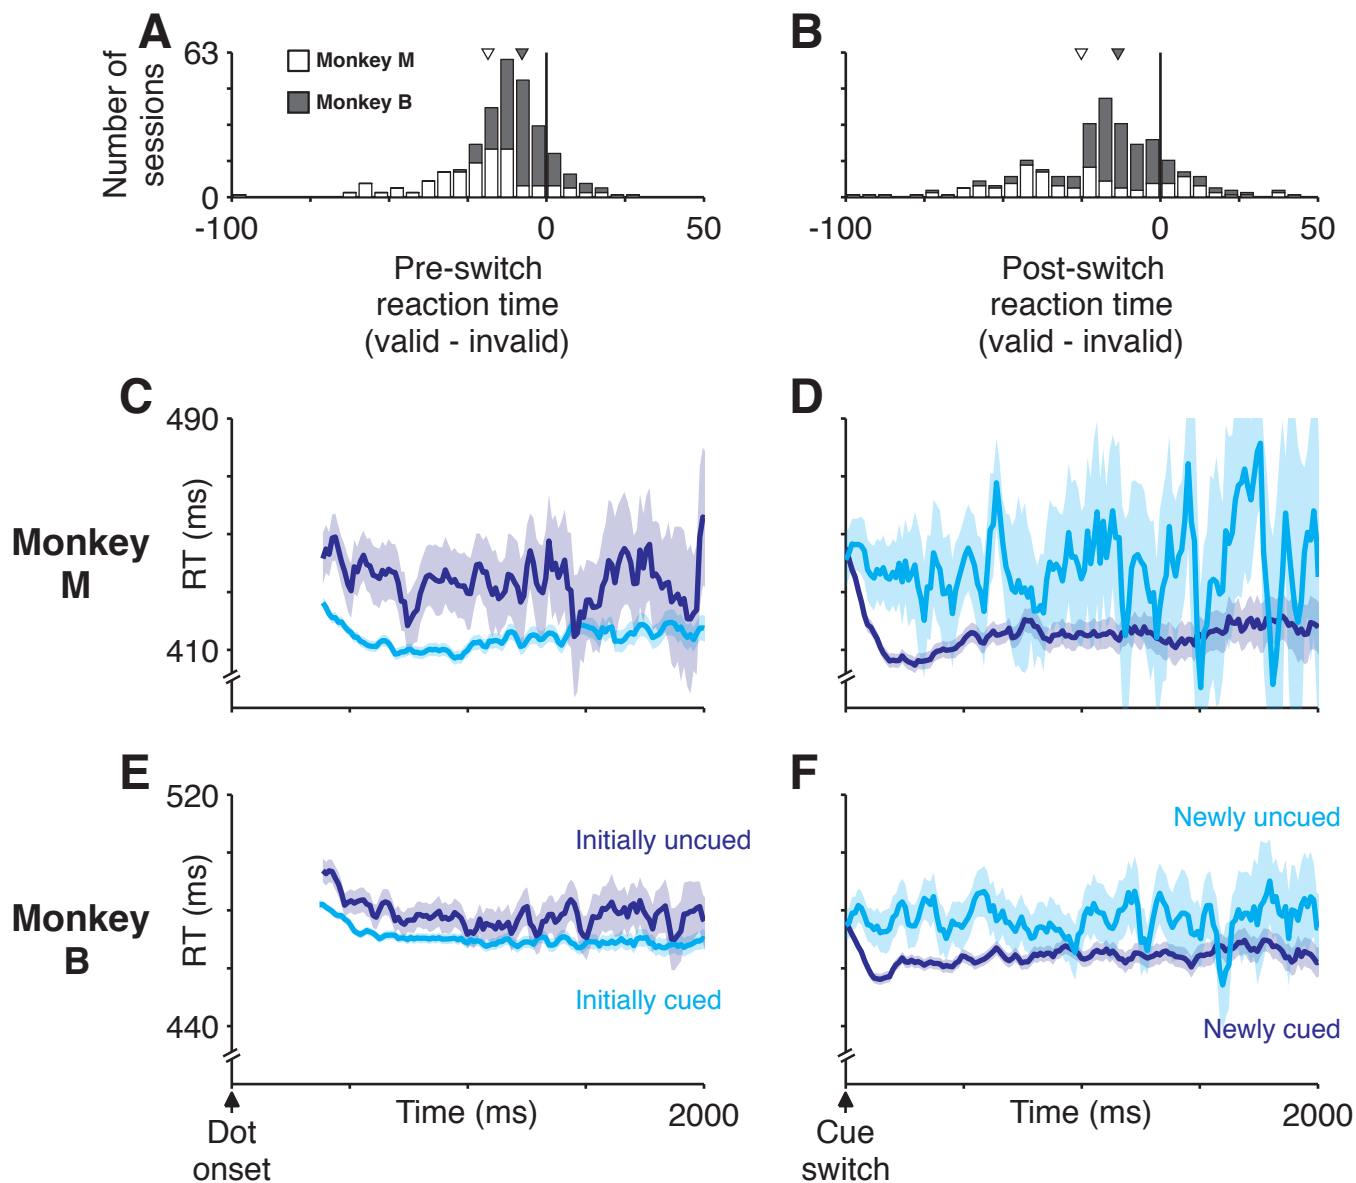 A
B
Number of
sessions
63
0
Monkey M
Monkey B
-100
0
50
-100
0
50
Pre-switch
reaction time
(valid - invalid)
Post-switch
reaction time
(valid - invalid)
C
D
Monkey
M
RT (ms)
490
410
E
F
Monkey
B
RT (ms)
520
440
Initially uncued
Initially cued
Newly uncued
Newly cued
Time (ms)
2000
Time (ms)
2000
Dot
onset
Cue
switch